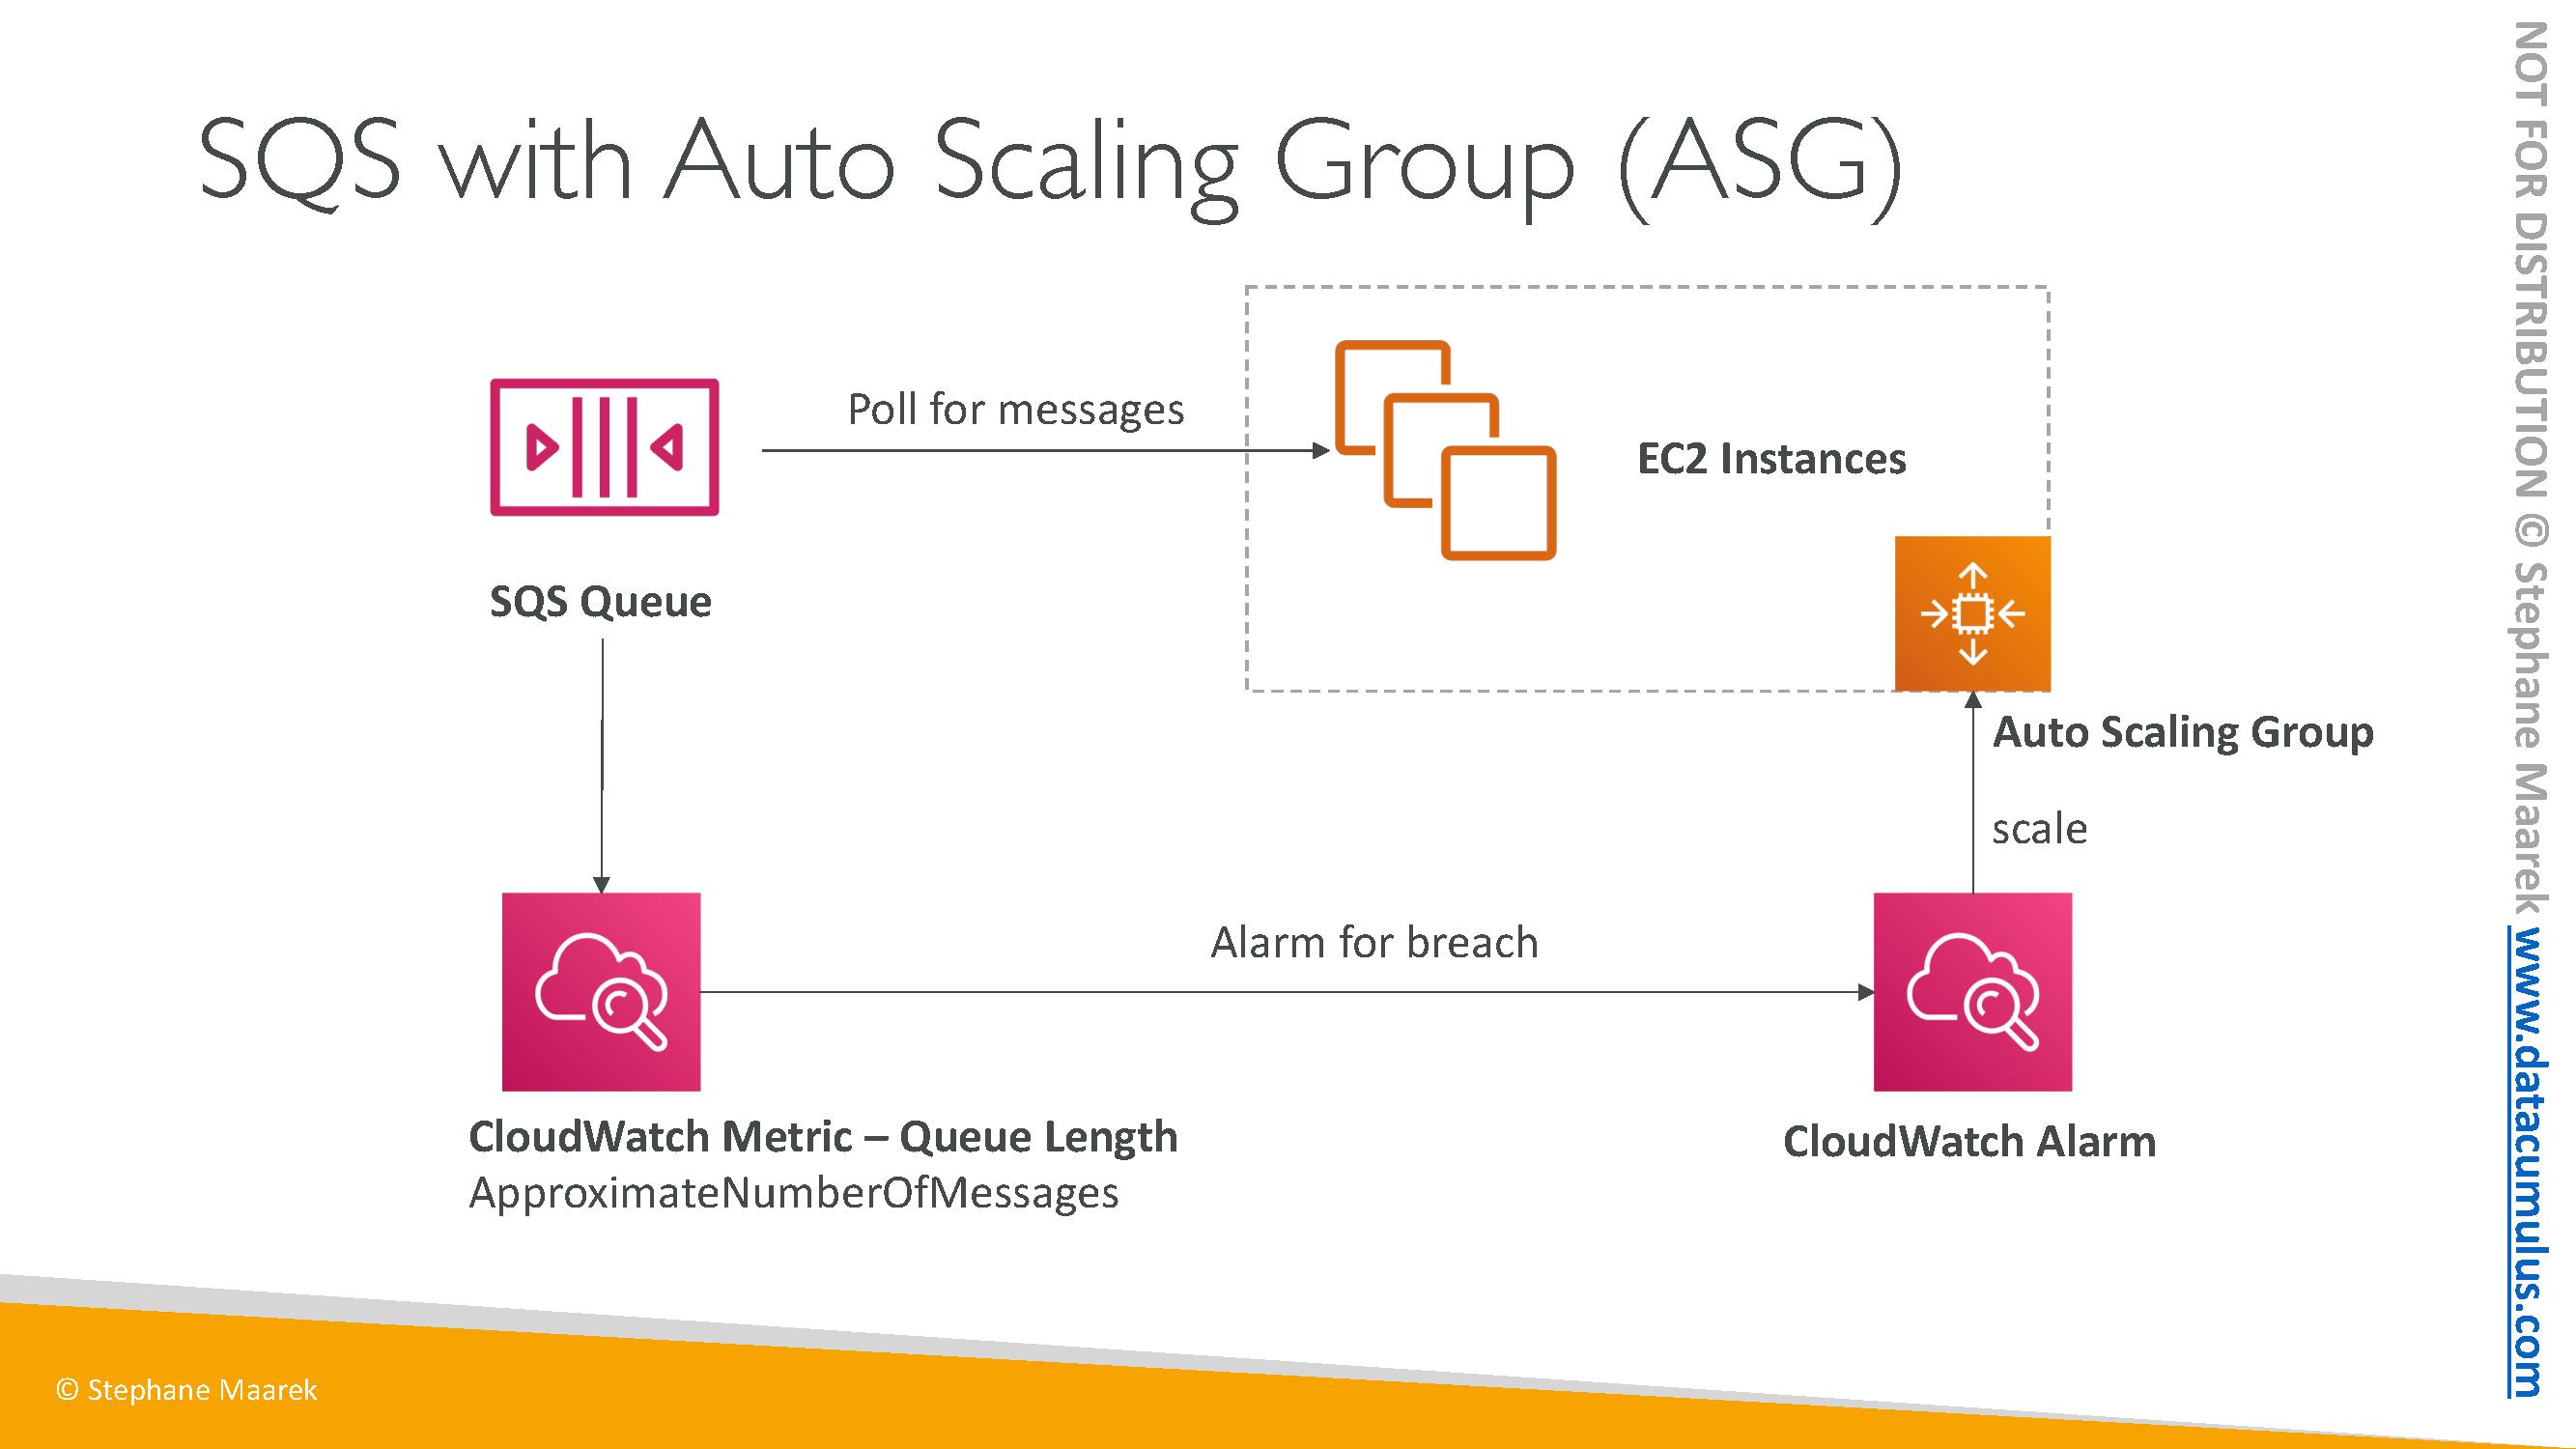 SQS with Auto Scaling Group (ASG)
Poll for messages
EC2 Instances
SQS Queue
Auto Scaling Group
scale
Alarm for breach
CloudWatch Metric – Queue Length
ApproximateNumberOfMessages
CloudWatch Alarm
© Stephane Maarek
NOT FOR DISTRIBUTION © Stephane Maarek www.datacumulus.com